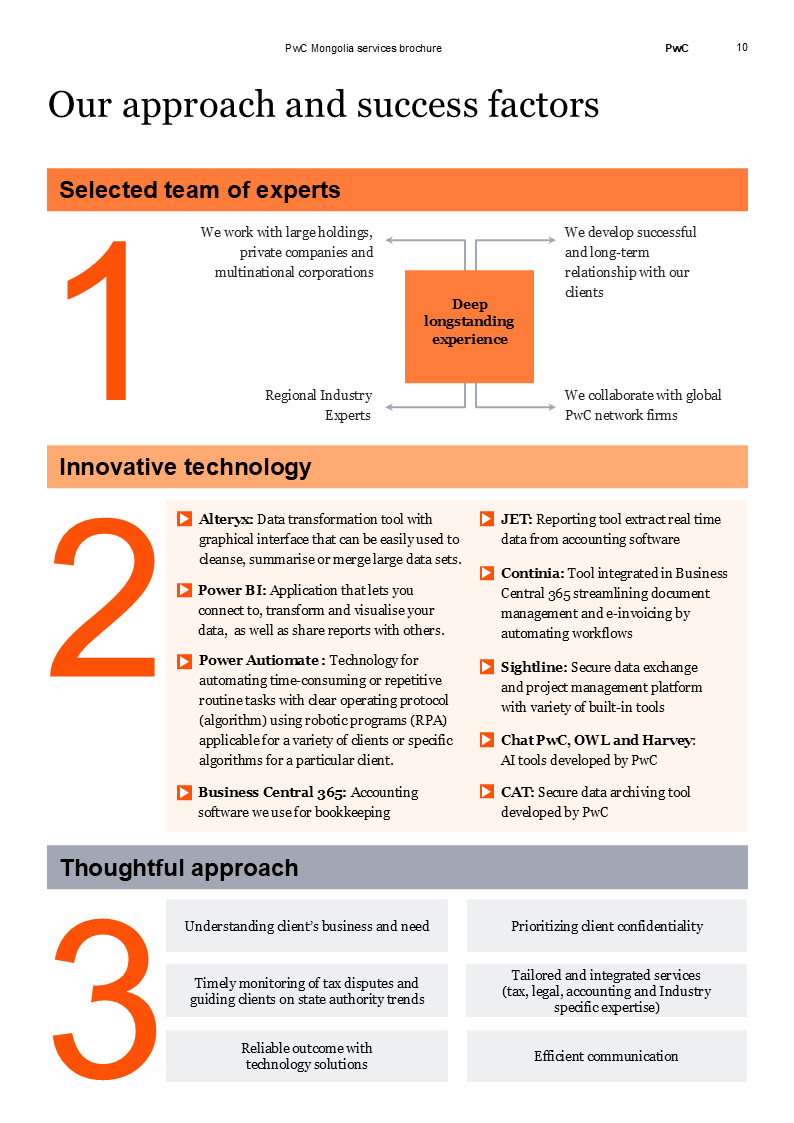 PwC Mongolia services brochure
PwC
10
Our approach and success factors
Selected team of experts
1
We work with large holdings,
private companies and
multinational corporations
We develop successful
and long-term
relationship with our
clients
Deep
longstanding
experience
Regional Industry
Experts
We collaborate with global
PwC network firms
Innovative technology
2
Alteryx: Data transformation tool with
graphical interface that can be easily used to
cleanse, summarise or merge large data sets.
Power BI: Application that lets you
connect to, transform and visualise your
data, as well as share reports with others.
Power Autiomate : Technology for
automating time-consuming or repetitive
routine tasks with clear operating protocol
(algorithm) using robotic programs (RPA)
applicable for a variety of clients or specific
algorithms for a particular client.
Business Central 365: Accounting
software we use for bookkeeping
JET: Reporting tool extract real time
data from accounting software
Continia: Tool integrated in Business
Central 365 streamlining document
management and e-invoicing by
automating workflows
Sightline: Secure data exchange
and project management platform
with variety of built-in tools
Chat PwC, OWL and Harvey:
AI tools developed by PwC
CAT: Secure data archiving tool
developed by PwC
Thoughtful approach
3
Understanding client’s business and need
Prioritizing client confidentiality
Timely monitoring of tax disputes and
guiding clients on state authority trends
Tailored and integrated services
(tax, legal, accounting and Industry
specific expertise)
Reliable outcome with
technology solutions
Efficient communication